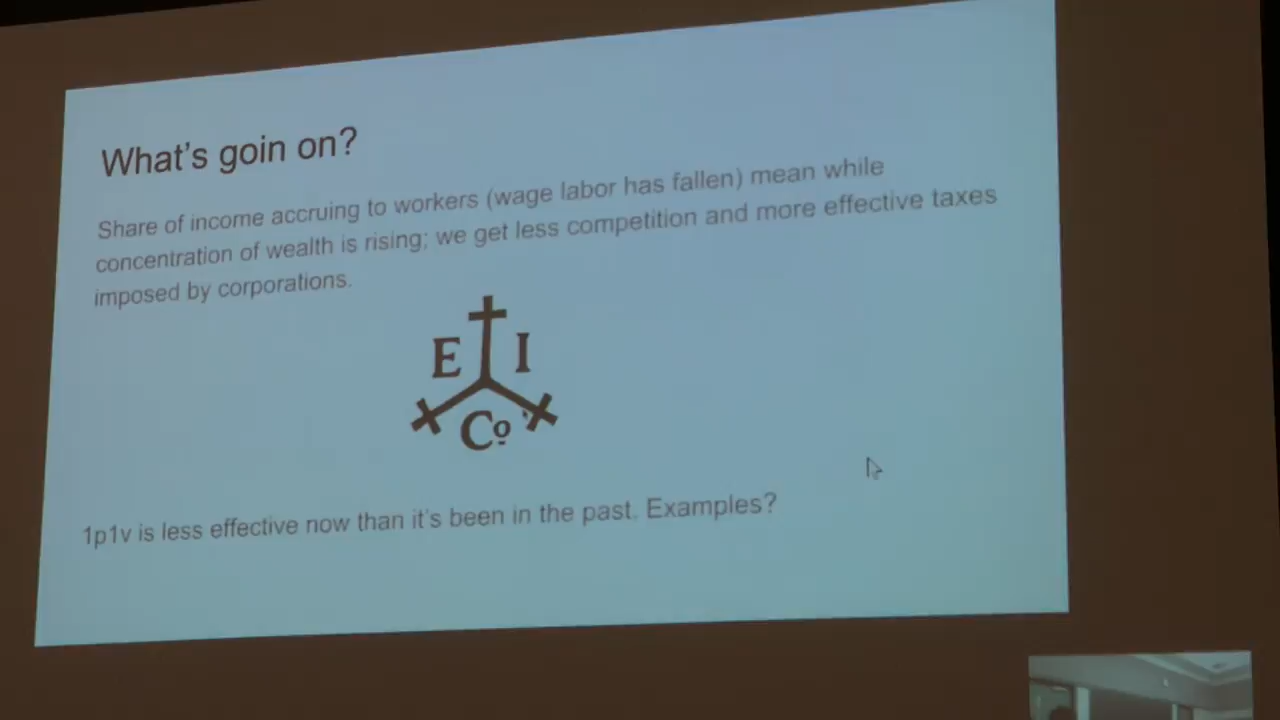 What's goin on?
Share of income accruing to workers (wage labor has fallen) mean while
concentration of wealth is rising; we get less competition and more effective taxes
imposed by corporations.
E I
Cº
1p1v is less effective now than it's been in the past. Examples?